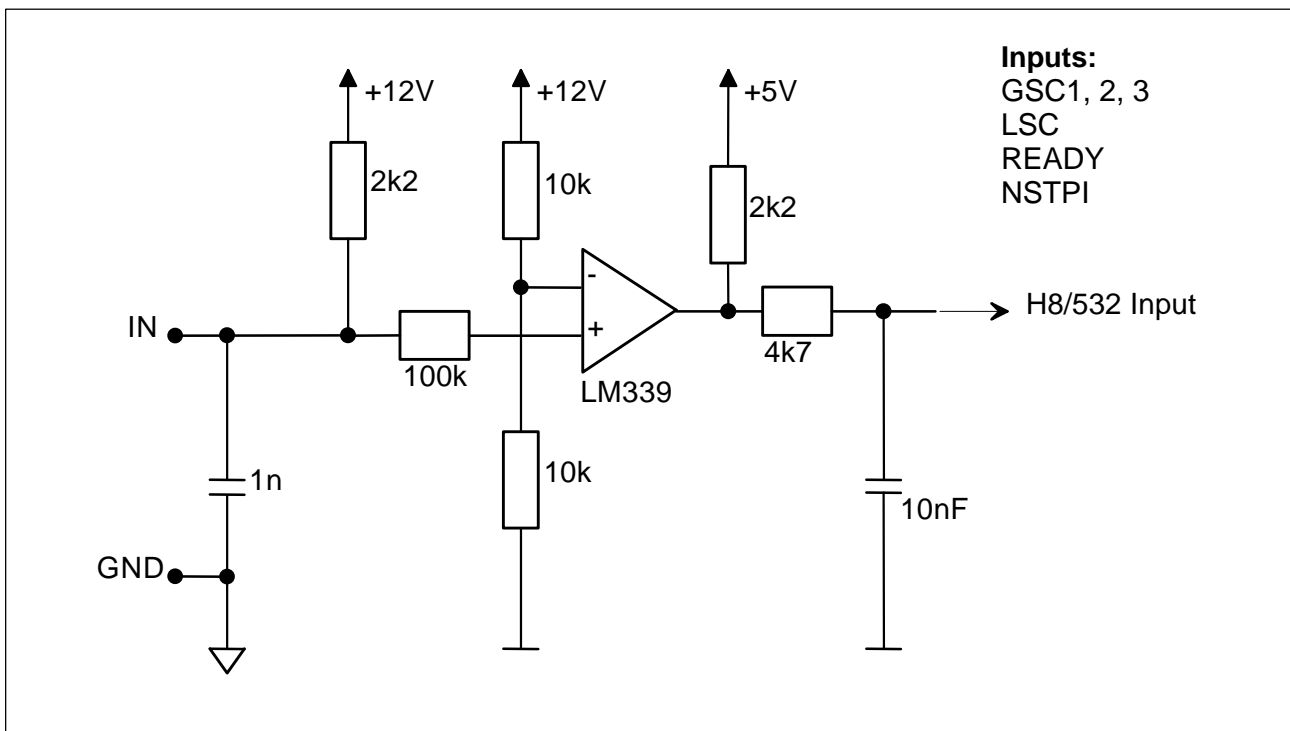 Inputs:
GSC1, 2, 3
LSC
READY
NSTPI
+12V
+12V
+5V
2k2
10k
2k2
-
+
IN
100k
LM339
4k7
H8/532 Input
1n
10k
10nF
GND